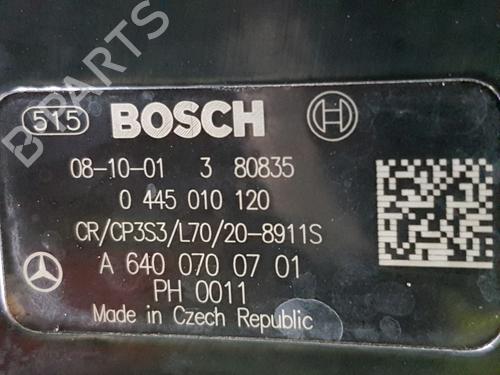 B PARTS
515 BOSCH
08-10-01 3 80835
0 445 010 120
CR/CP3S3/L70/20-8911S
A 640 070 07 01
PH 0011
Made in Czech Republic